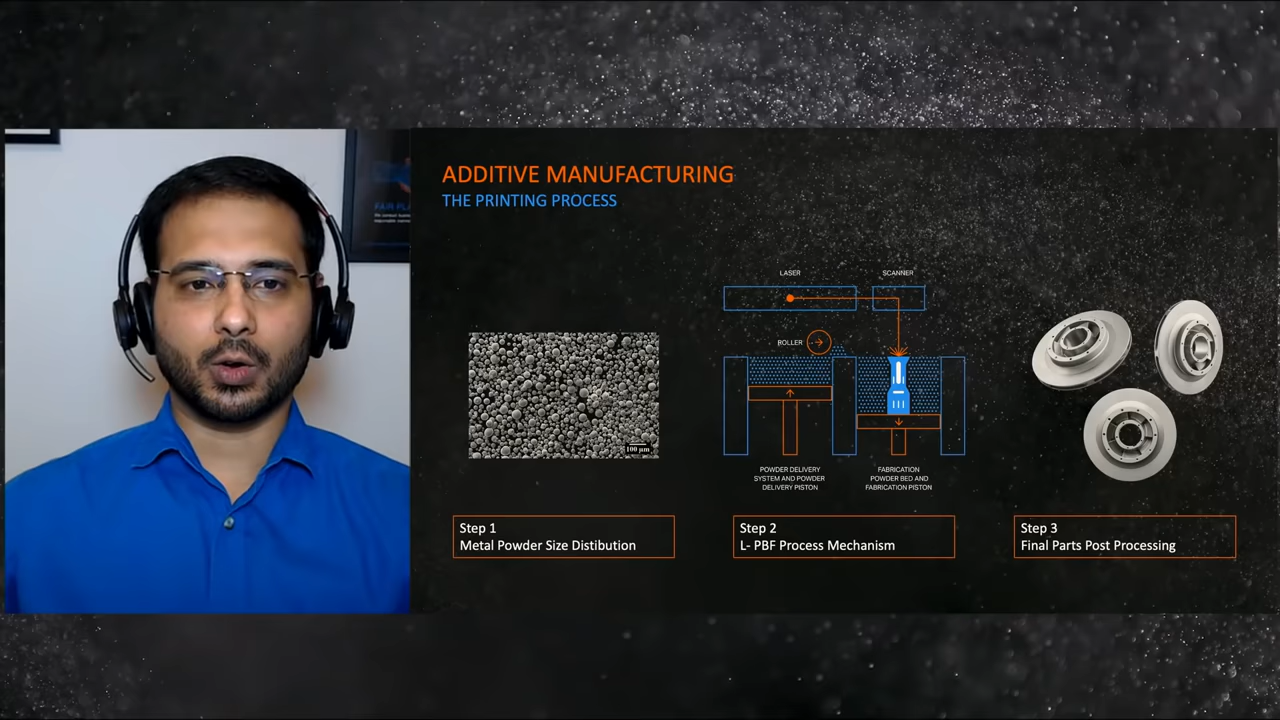 ADDITIVE MANUFACTURING
THE PRINTING PROCESS
LASER
SCANNER
ROLLER
100 µm
POWDER DELIVERY
SYSTEM AND POWDER
DELIVERY PISTON
FABRICATION
POWDER BED AND
FABRICATION PISTON
Step 1
Metal Powder Size Distibution
Step 2
L- PBF Process Mechanism
Step 3
Final Parts Post Processing
FAIR PLA